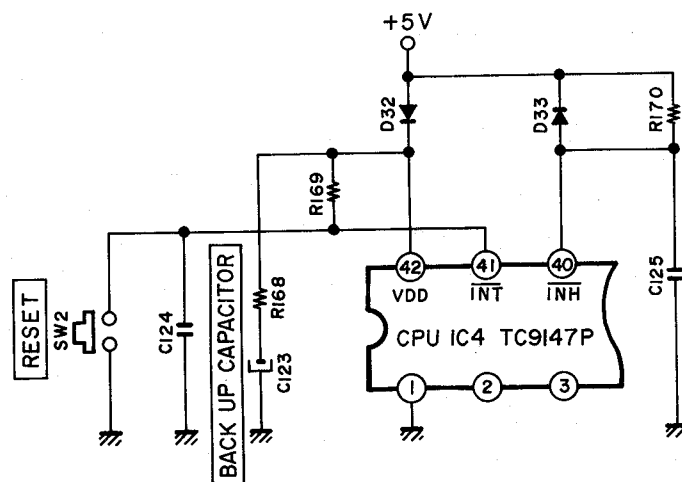 +5V
D32
D33
R170
R169
42
41
40
VDD
INT
INH
C125
RESET
SW2
C124
BACK UP CAPACITOR
R168
C123
CPU IC4 TC9147P
1
2
3